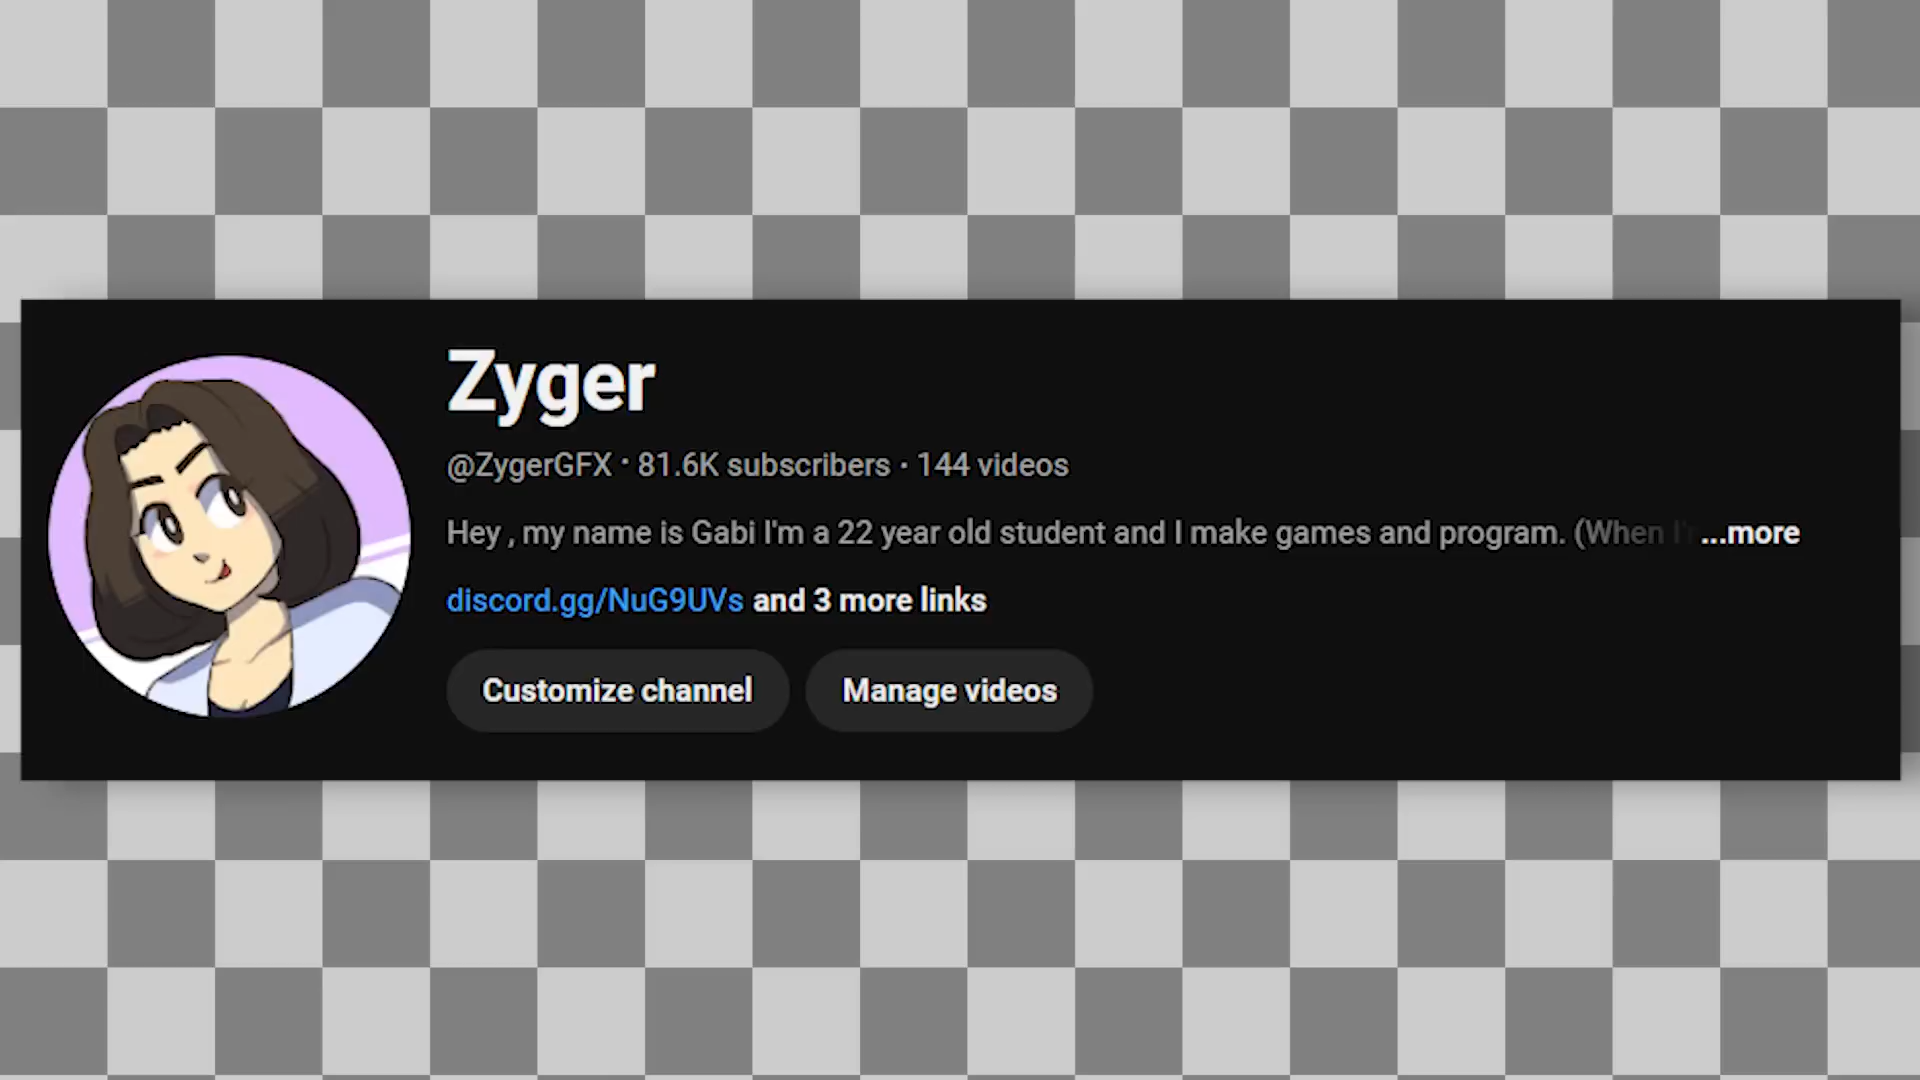 Zyger
@ZygerGFX · 81.6K subscribers · 144 videos
Hey , my name is Gabi I'm a 22 year old student and I make games and program. (When I'm ...more
discord.gg/NuG9UVs and 3 more links
Customize channel
Manage videos